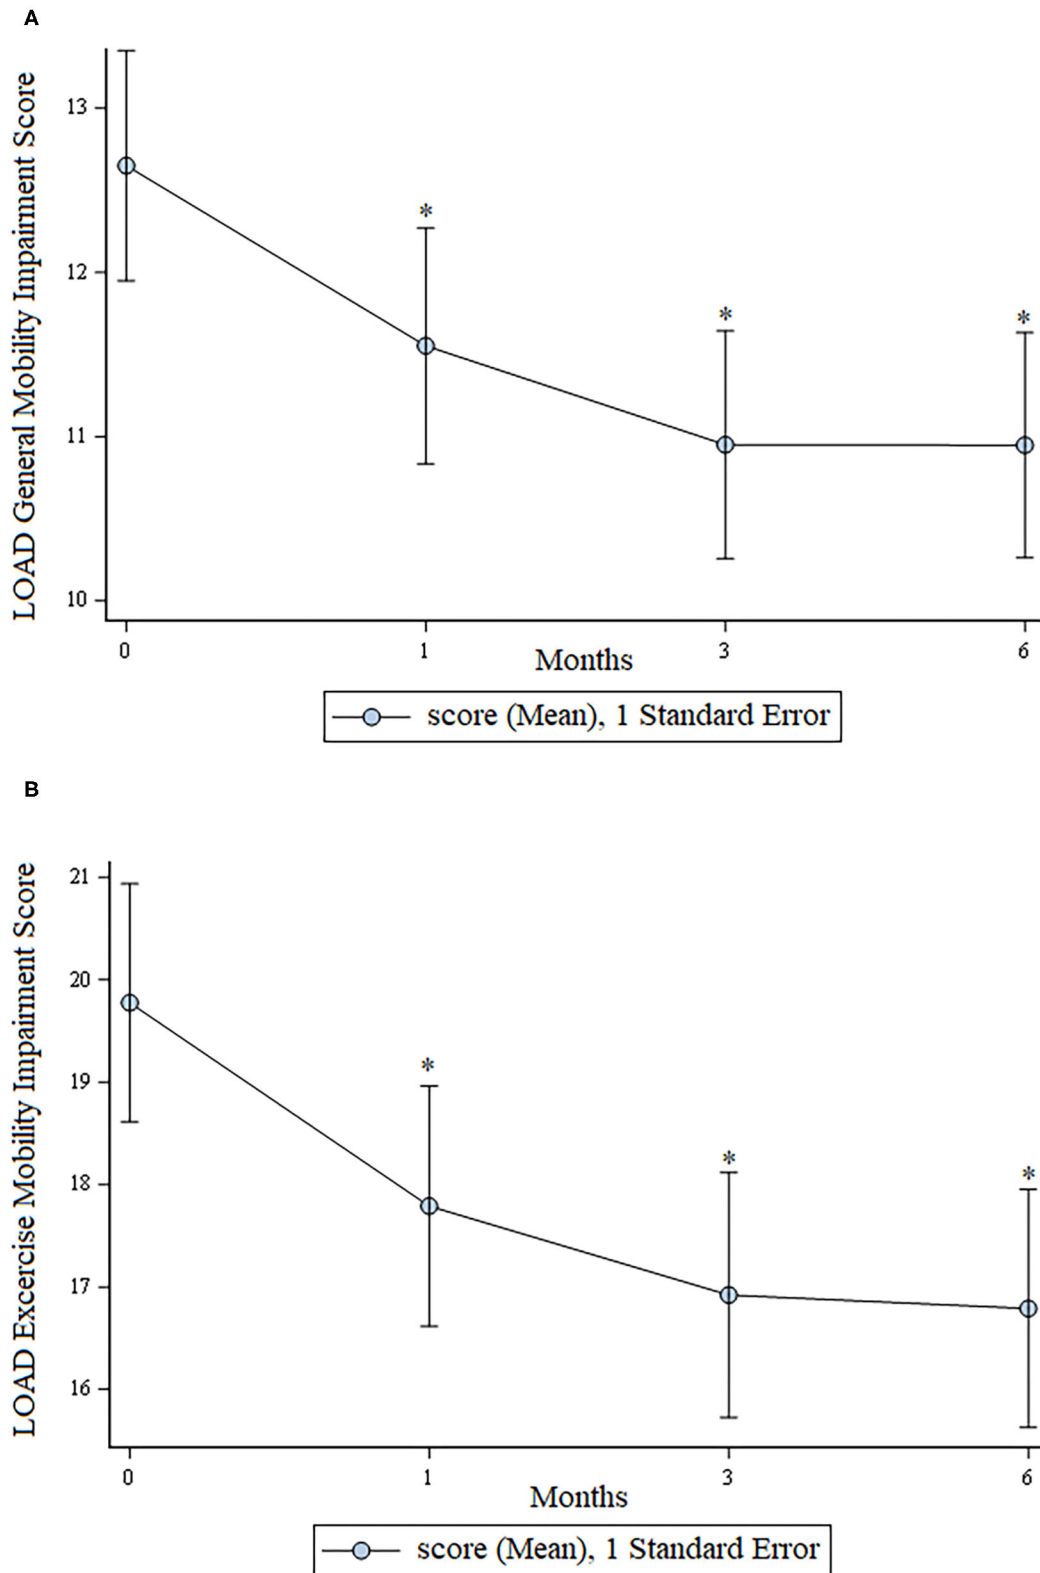 A
LOAD General Mobility Impairment Score
13
12
11
10
0 1 3 6
Months
score (Mean), 1 Standard Error
*
*
*
B
LOAD Excercise Mobility Impairment Score
21
20
19
18
17
16
0 1 3 6
Months
score (Mean), 1 Standard Error
*
*
*